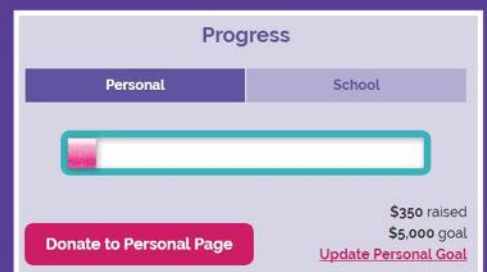 Progress
Personal
School
$350 raised
$5,000 goal
Donate to Personal Page
Update Personal Goal